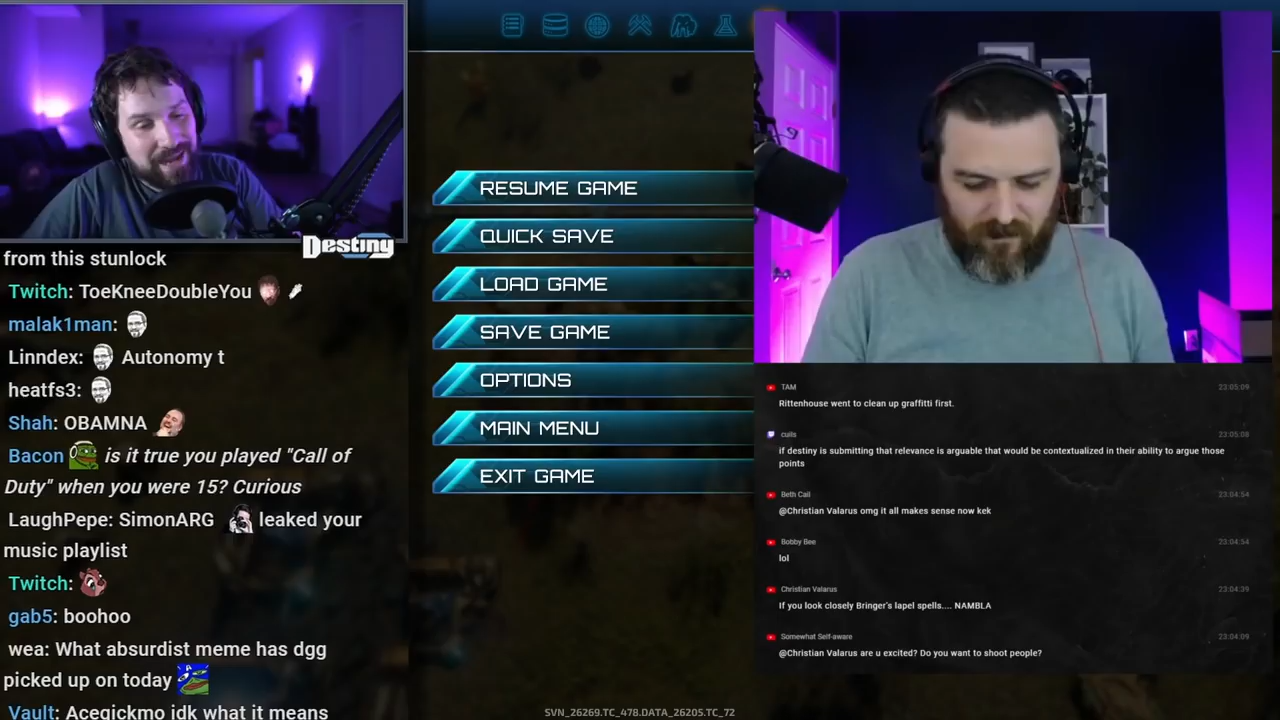 Destiny
from this stunlock
Twitch: ToeKneeDoubleYou
malak1man:
Linndex: Autonomy t
heatfs3:
Shah: OBAMNA
Bacon is it true you played "Call of
Duty" when you were 15? Curious
LaughPepe: SimonARG leaked your
music playlist
Twitch:
gab5: boohoo
wea: What absurdist meme has dgg
picked up on today
Vault: Acegickmo idk what it means
RESUME GAME
QUICK SAVE
LOAD GAME
SAVE GAME
OPTIONS
MAIN MENU
EXIT GAME
SVN_26269.TC_478.DATA_26205.TC_72
TAM 23:05:09
Rittenhouse went to clean up graffitti first.
culls 23:05:08
if destiny is submitting that relevance is arguable that would be contextualized in their ability to argue those
points
Beth Call 23:04:54
@Christian Valarus omg it all makes sense now kek
Bobby Bee 23:04:54
lol
Christian Valarus 23:04:39
If you look closely Bringer's lapel spells.... NAMBLA
Somewhat Self-aware 23:04:09
@Christian Valarus are u excited? Do you want to shoot people?